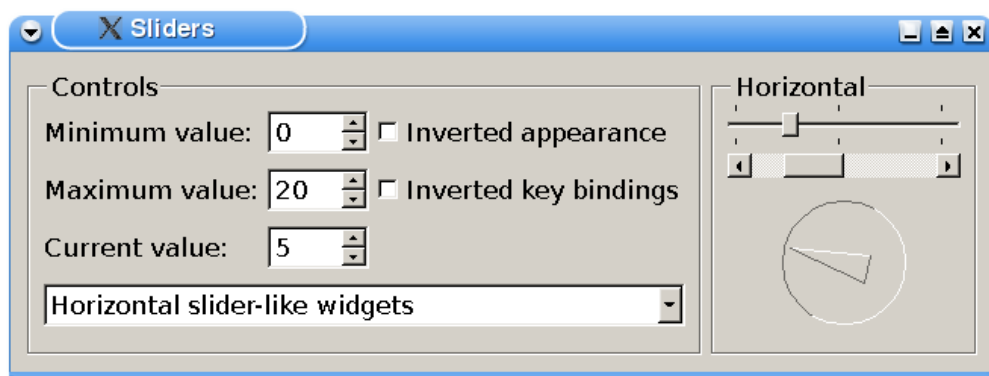 Sliders
Controls
Minimum value: 0 Inverted appearance
Maximum value: 20 Inverted key bindings
Current value: 5
Horizontal slider-like widgets
Horizontal